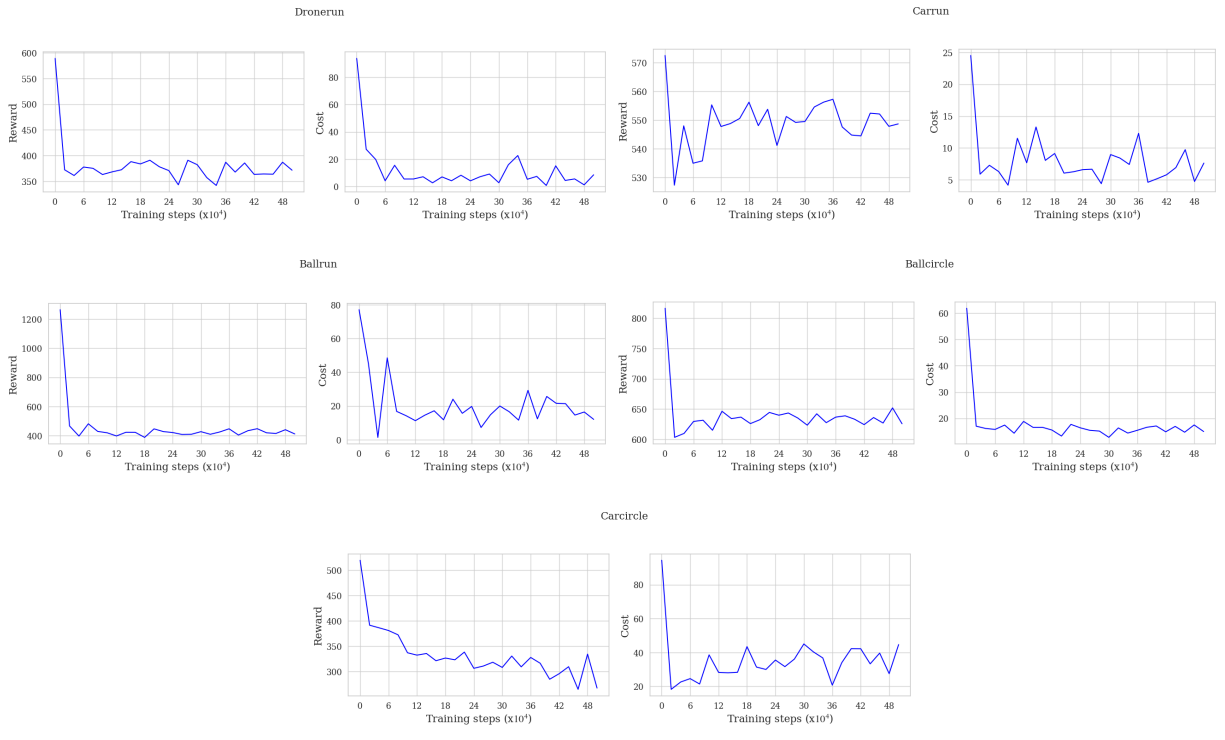 Dronerun
Reward
600
550
500
450
400
350
0 6 12 18 24 30 36 42 48
Training steps (x10⁴)
Cost
80
60
40
20
0
0 6 12 18 24 30 36 42 48
Training steps (x10⁴)
Carrun
Reward
570
560
550
540
530
0 6 12 18 24 30 36 42 48
Training steps (x10⁴)
Cost
25
20
15
10
5
0 6 12 18 24 30 36 42 48
Training steps (x10⁴)
Ballrun
Reward
1200
1000
800
600
400
0 6 12 18 24 30 36 42 48
Training steps (x10⁴)
Cost
80
60
40
20
0
0 6 12 18 24 30 36 42 48
Training steps (x10⁴)
Ballcircle
Reward
800
750
700
650
600
0 6 12 18 24 30 36 42 48
Training steps (x10⁴)
Cost
60
50
40
30
20
0 6 12 18 24 30 36 42 48
Training steps (x10⁴)
Carcircle
Reward
500
450
400
350
300
0 6 12 18 24 30 36 42 48
Training steps (x10⁴)
Cost
80
60
40
20
0 6 12 18 24 30 36 42 48
Training steps (x10⁴)